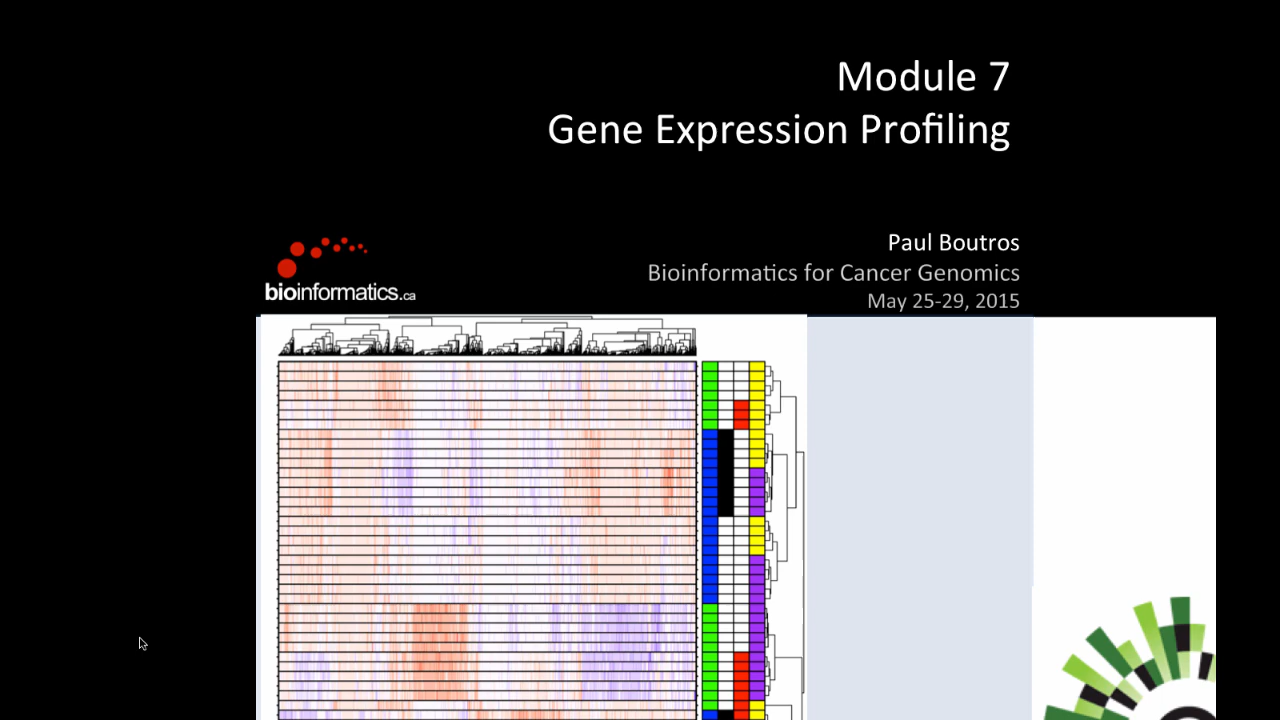 Module 7
Gene Expression Profiling
Paul Boutros
Bioinformatics for Cancer Genomics
May 25-29, 2015
bioinformatics.ca